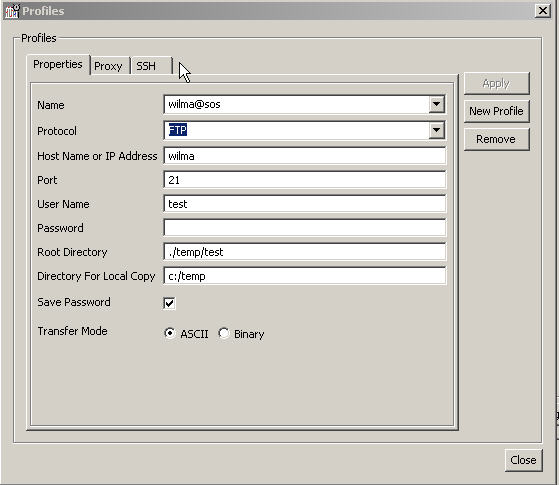 Profiles
Profiles
Properties Proxy SSH
Apply
Name wilma@sos
New Profile
Protocol FTP
Remove
Host Name or IP Address wilma
Port 21
User Name test
Password
Root Directory ./temp/test
Directory For Local Copy c:/temp
Save Password
Transfer Mode ASCII Binary
Close